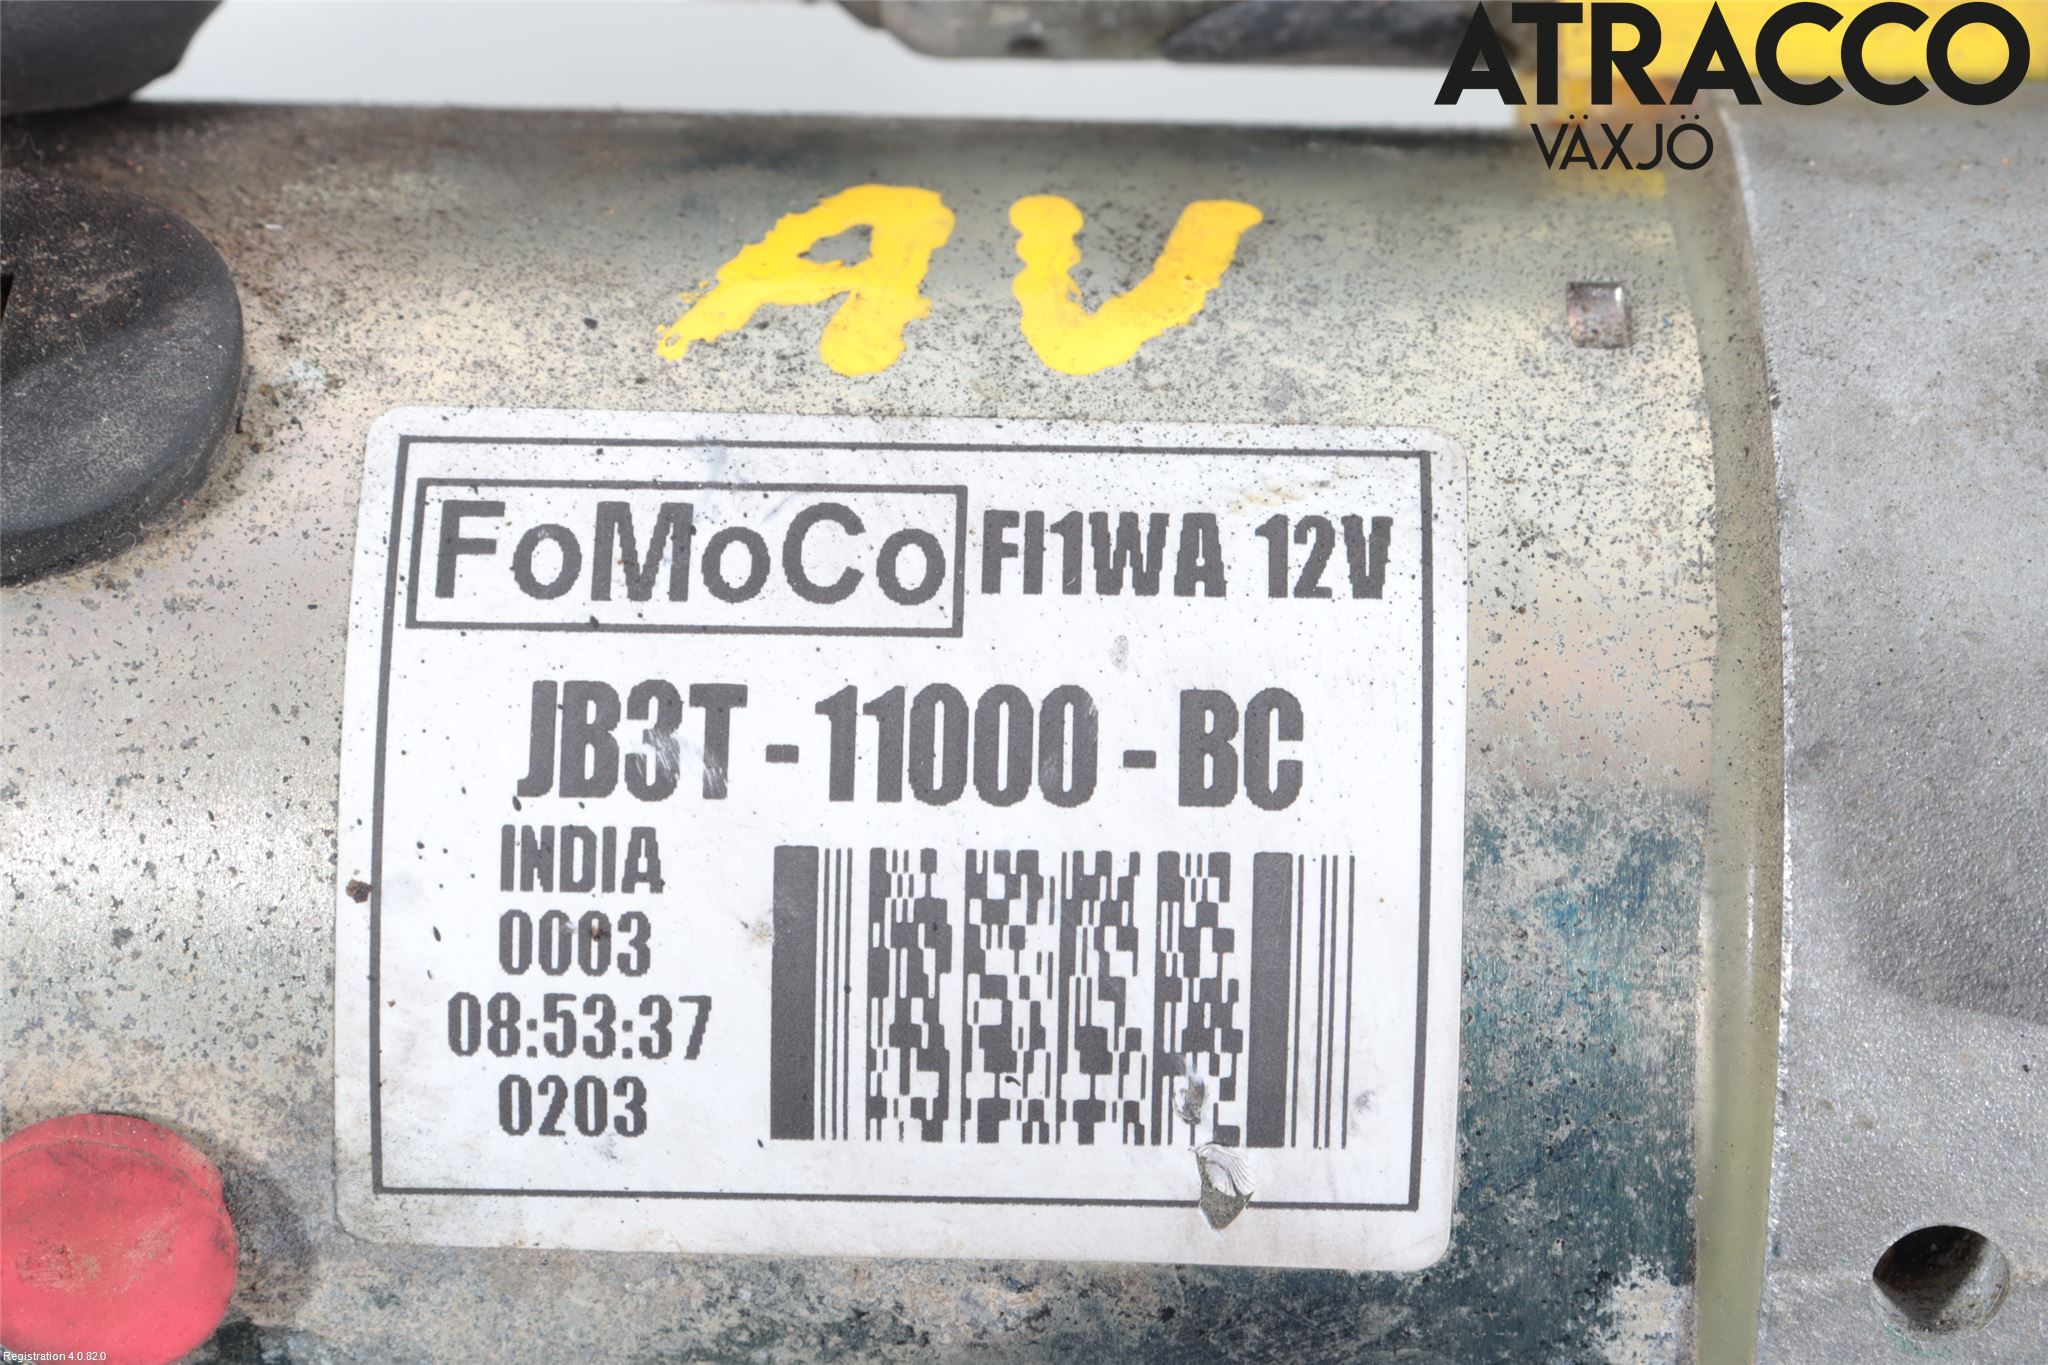 ATRACCO
VÄXJÖ
AV
FoMoCo FI1WA 12V
JB3T - 11000 - BC
INDIA
0003
08:53:37
0203
Registration 4.0.82.0